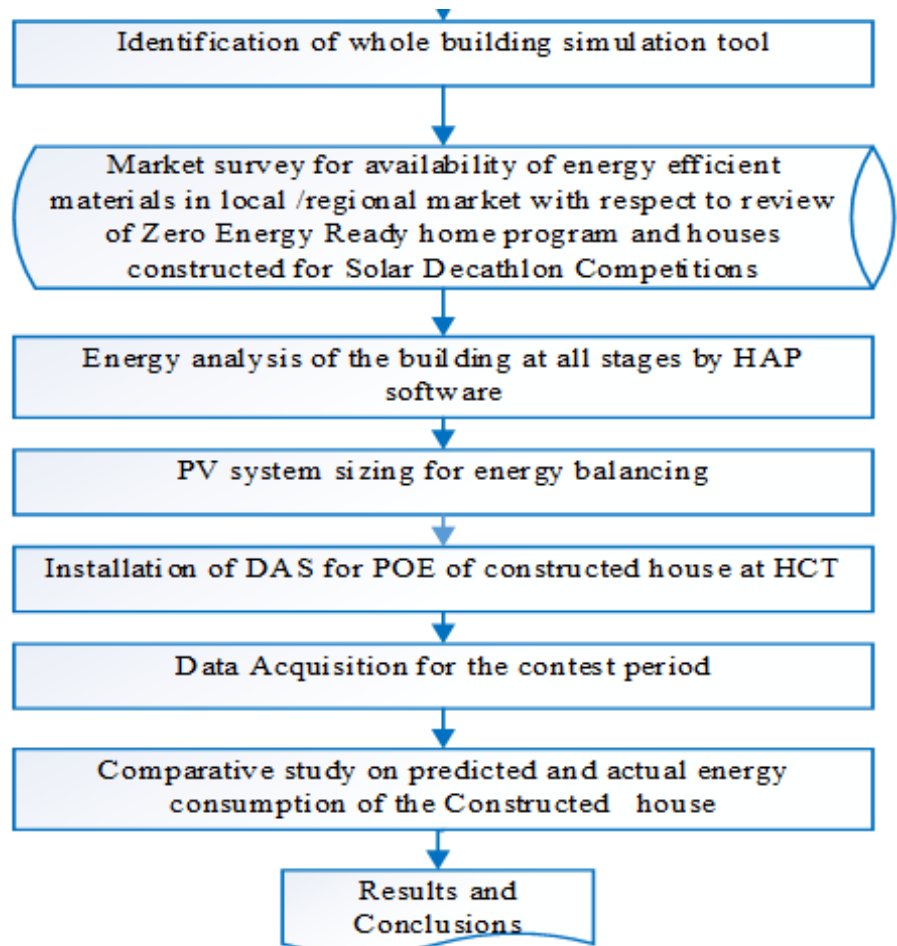 Identification of whole building simulation tool
Market survey for availability of energy efficient
materials in local /regional market with respect to review
of Zero Energy Ready home program and houses
constructed for Solar Decathlon Competitions
Energy analysis of the building at all stages by HAP
software
PV system sizing for energy balancing
Installation of DAS for POE of constructed house at HCT
Data Acquisition for the contest period
Comparative study on predicted and actual energy
consumption of the Constructed house
Results and
Conclusions